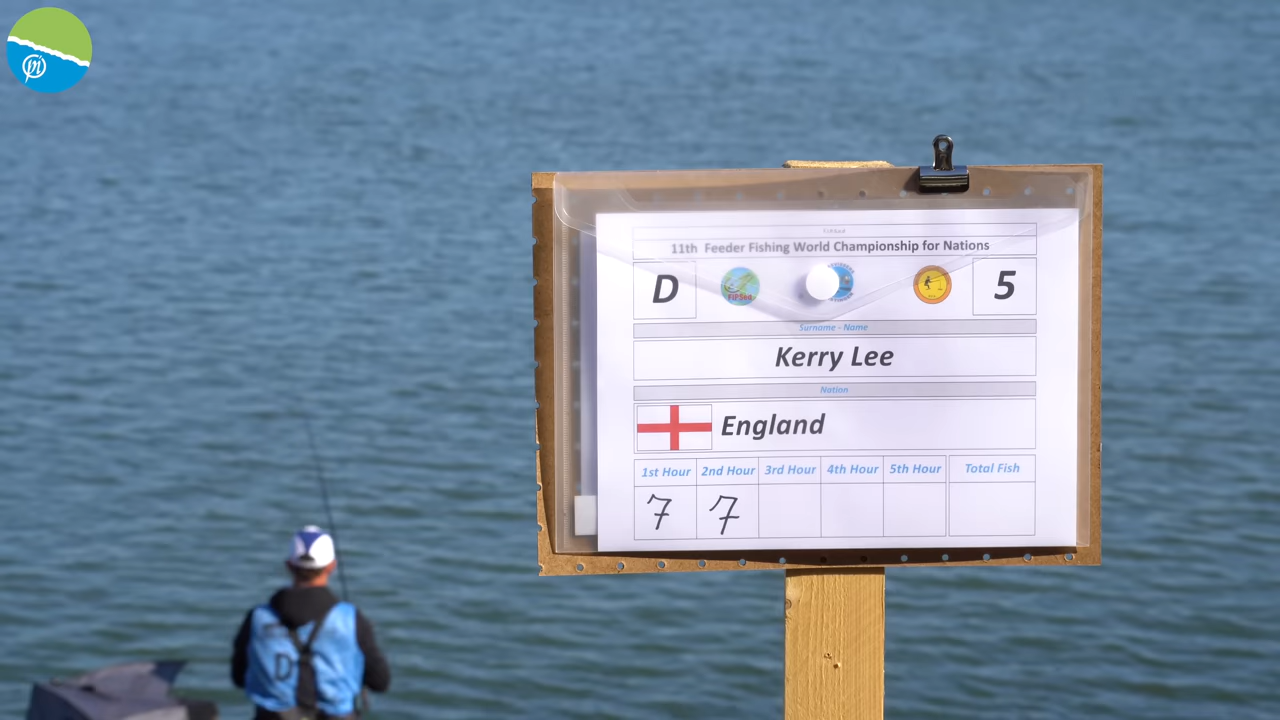 11th Feeder Fishing World Championship for Nations
D
FIPSed
5
Surname - Name
Kerry Lee
Nation
England
1st Hour 2nd Hour 3rd Hour 4th Hour 5th Hour Total Fish
7 7
D